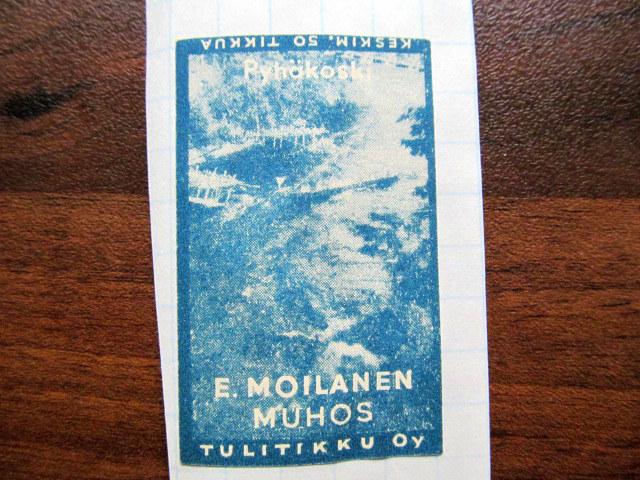 KESKIM. 50 TIKKUA
Pyhäkoski
E. MOILANEN
MUHOS
TULITIKKU Oy